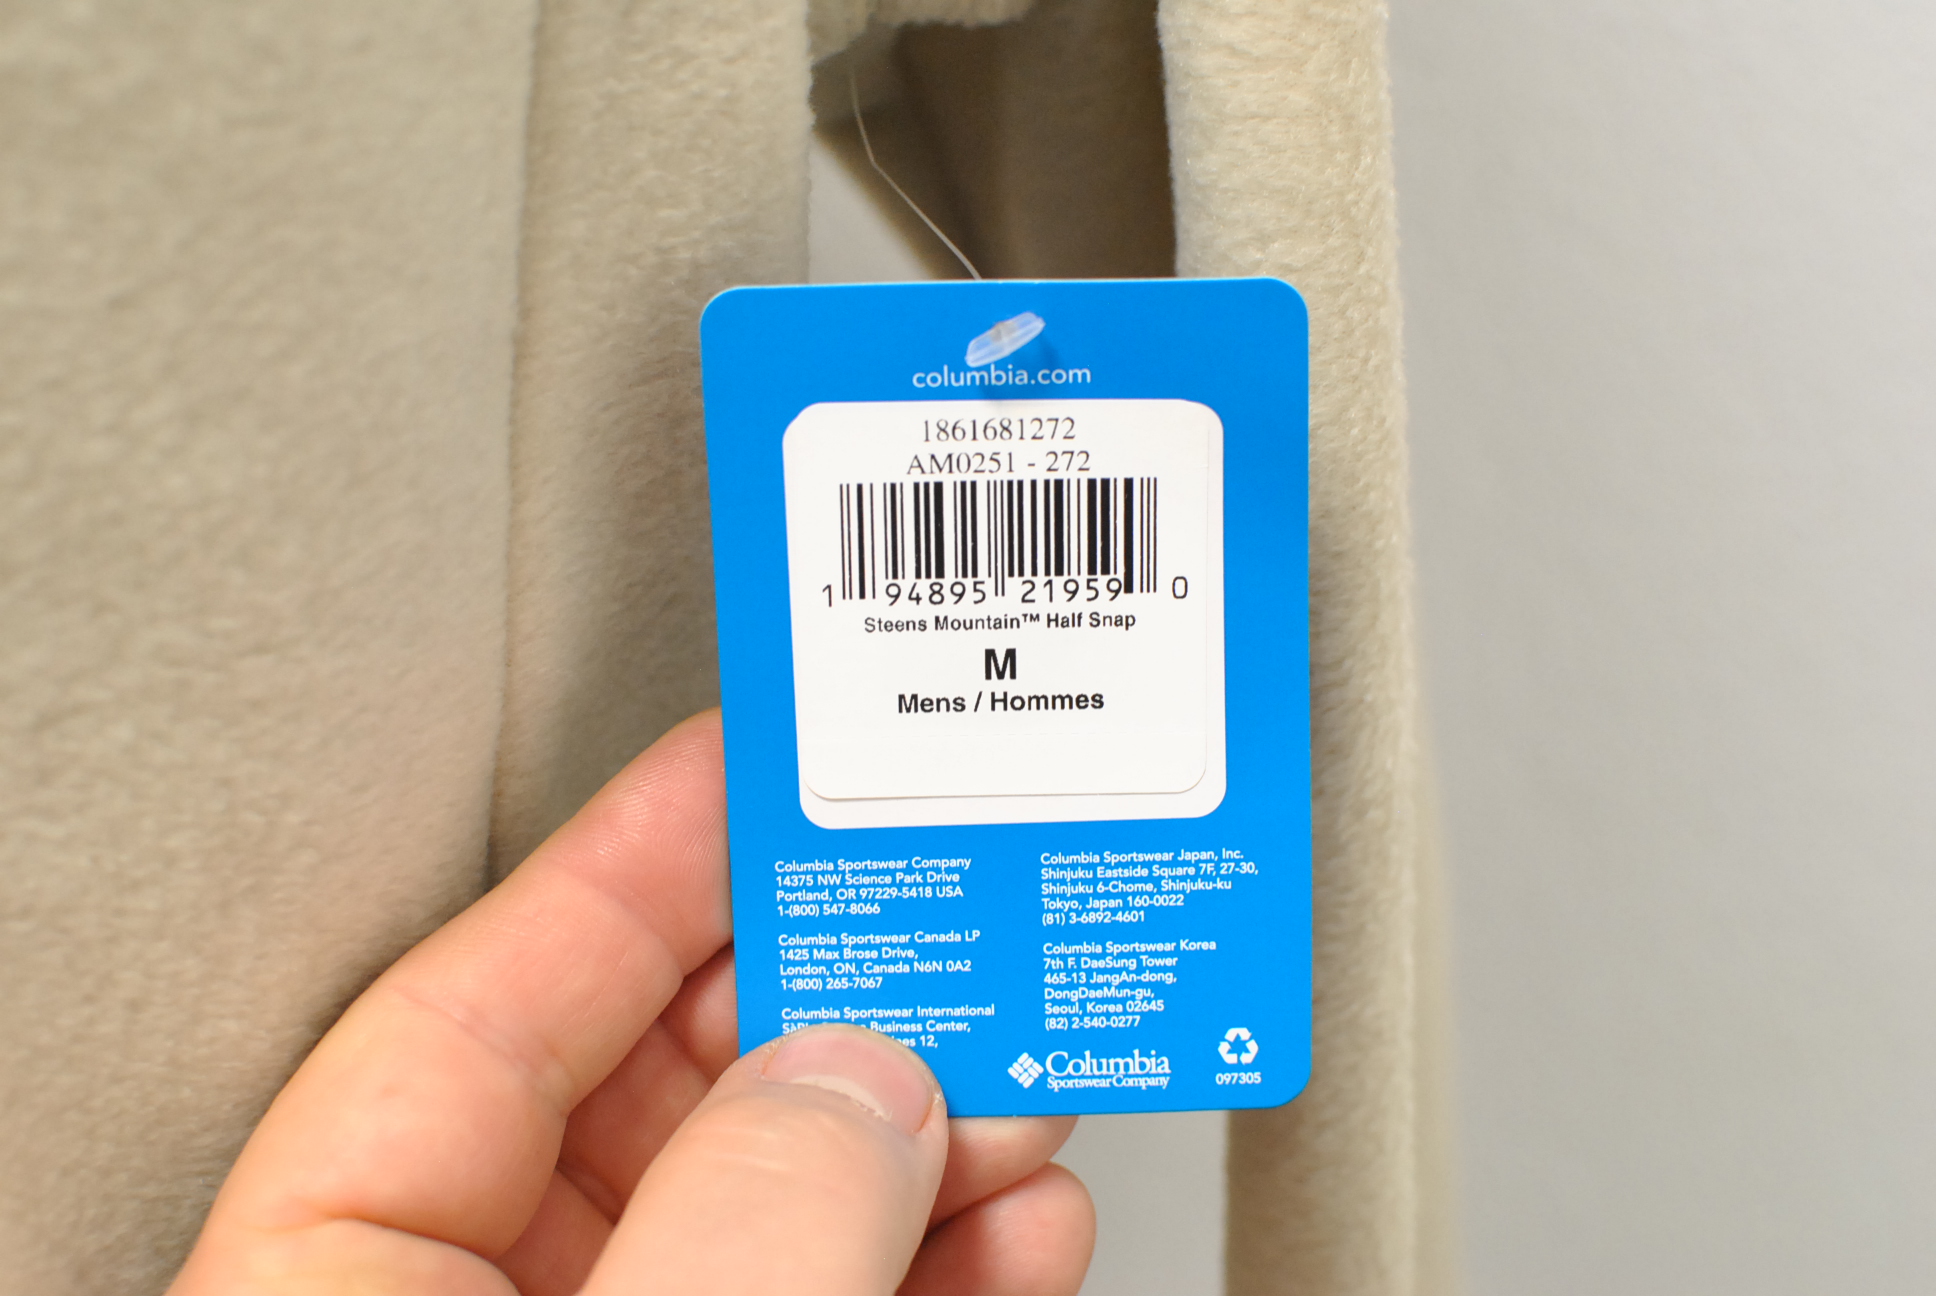 columbia.com
1861681272
AM0251 - 272
1 94895 21959 0
Steens Mountain™ Half Snap
M
Mens / Hommes
Columbia Sportswear Company
14375 NW Science Park Drive
Portland, OR 97229-5418 USA
1-(800) 547-8066
Columbia Sportswear Canada LP
1425 Max Brose Drive,
London, ON, Canada N6N 0A2
1-(800) 265-7067
Columbia Sportswear International
Business Center,
12,
Columbia Sportswear Japan, Inc.
Shinjuku Eastside Square 7F, 27-30,
Shinjuku 6-Chome, Shinjuku-ku
Tokyo, Japan 160-0022
(81) 3-6892-4601
Columbia Sportswear Korea
7th F. DaeSung Tower
465-13 JangAn-dong,
DongDaeMun-gu,
Seoul, Korea 02645
(82) 2-540-0277
Columbia
Sportswear Company
097305